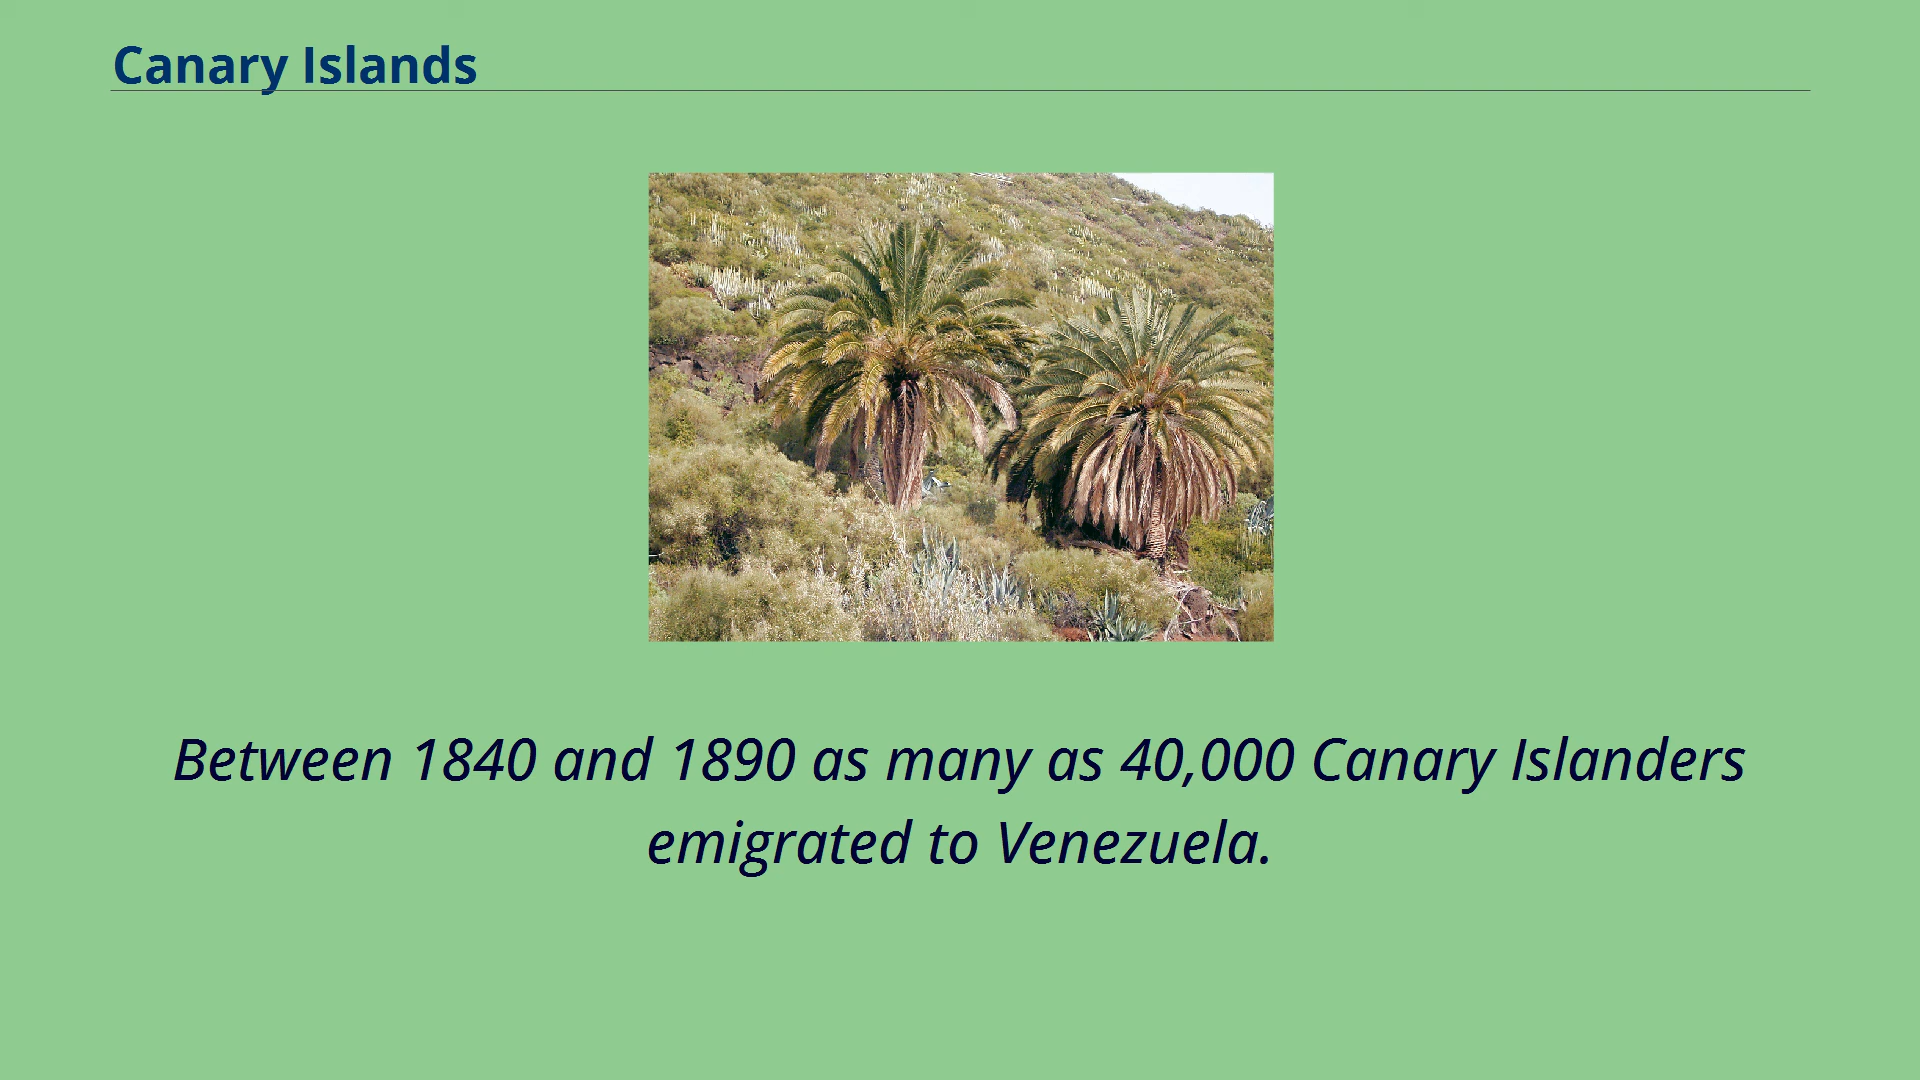 Canary Islands
Between 1840 and 1890 as many as 40,000 Canary Islanders
emigrated to Venezuela.